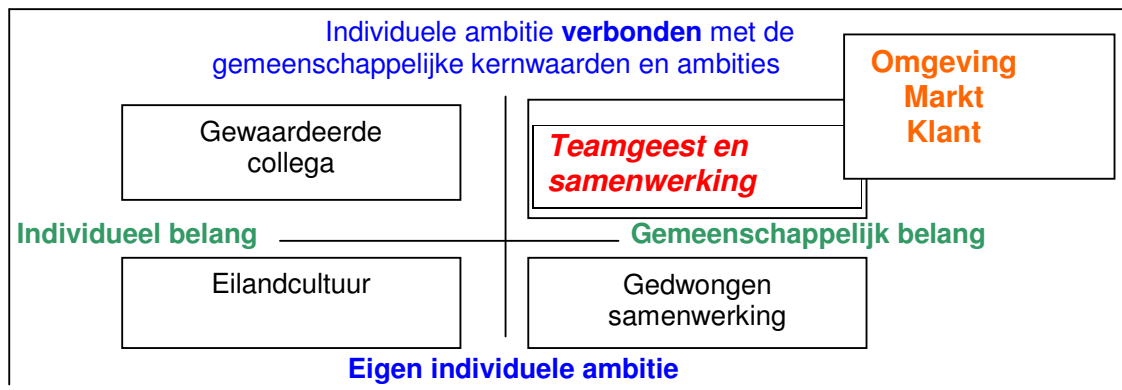 Individuele ambitie verbonden met de
gemeenschappelijke kernwaarden en ambities
Omgeving
Markt
Klant
Gewaardeerde
collega
Teamgeest en
samenwerking
Individueel belang
Gemeenschappelijk belang
Eilandcultuur
Gedwongen
samenwerking
Eigen individuele ambitie